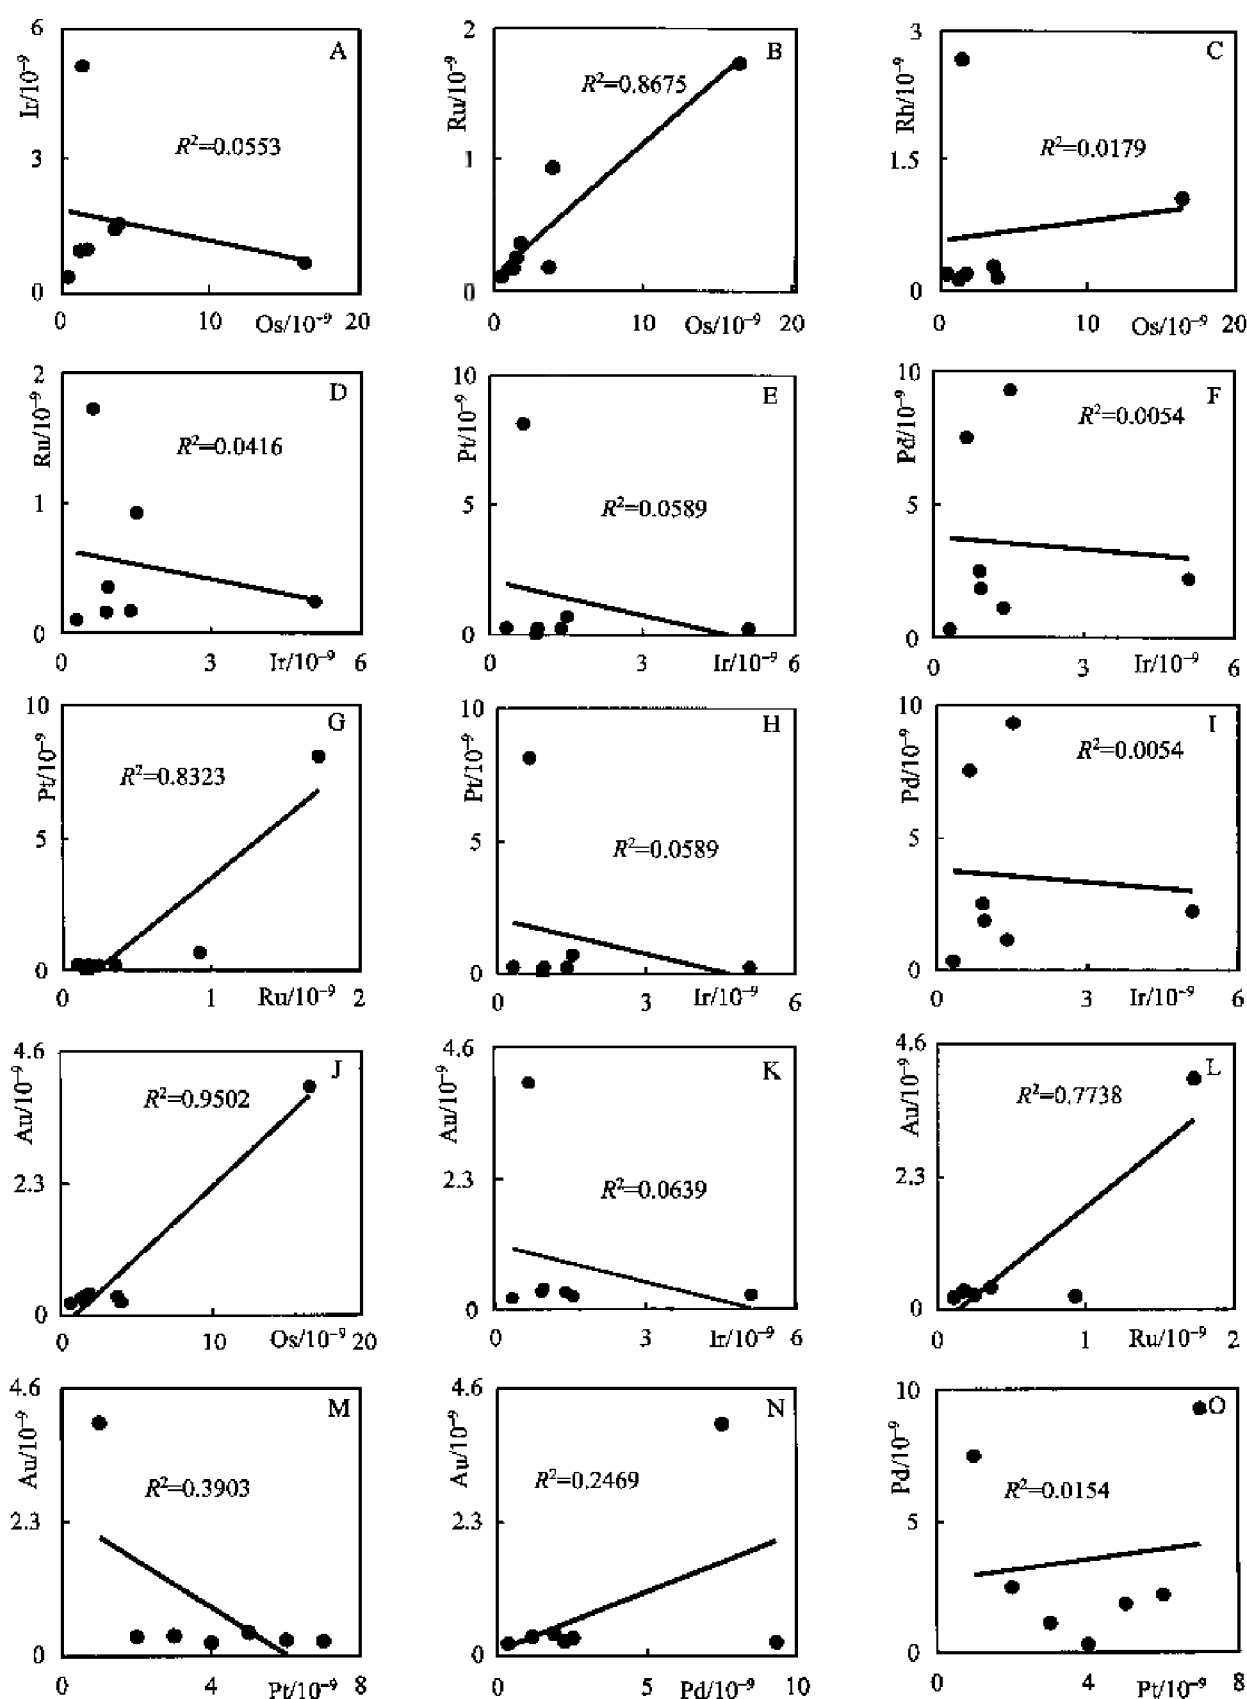 6
A
Ir/10⁻⁹
R²=0.0553
3
0
0
10
Os/10⁻⁹
20
2
B
Ru/10⁻⁹
R²=0.8675
1
0
0
10
Os/10⁻⁹
20
3
C
Rh/10⁻⁹
R²=0.0179
1.5
0
0
10
Os/10⁻⁹
20
2
D
Ru/10⁻⁹
R²=0.0416
1
0
0
3
Ir/10⁻⁹
6
10
E
Pt/10⁻⁹
5
R²=0.0589
0
0
3
Ir/10⁻⁹
6
10
F
Pd/10⁻⁹
R²=0.0054
5
0
0
3
Ir/10⁻⁹
6
10
G
Pt/10⁻⁹
R²=0.8323
5
0
0
1
Ru/10⁻⁹
2
10
H
Pt/10⁻⁹
5
R²=0.0589
0
0
3
Ir/10⁻⁹
6
10
I
Pd/10⁻⁹
R²=0.0054
5
0
0
3
Ir/10⁻⁹
6
4.6
J
Au/10⁻⁹
R²=0.9502
2.3
0
0
10
Os/10⁻⁹
20
4.6
K
Au/10⁻⁹
2.3
R²=0.0639
0
0
3
Ir/10⁻⁹
6
4.6
L
Au/10⁻⁹
R²=0.7738
2.3
0
0
1
Ru/10⁻⁹
2
4.6
M
Au/10⁻⁹
R²=0.3903
2.3
0
0
4
Pt/10⁻⁹
8
4.6
N
Au/10⁻⁹
R²=0.2469
2.3
0
0
5
Pd/10⁻⁹
10
10
O
Pd/10⁻⁹
R²=0.0154
5
0
0
4
Pt/10⁻⁹
8